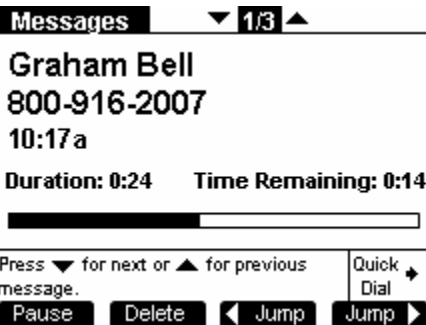 Messages ▼ 1/3 ▲
Graham Bell
800-916-2007
10:17a
Duration: 0:24 Time Remaining: 0:14
Press ▼ for next or ▲ for previous
message.
Quick
Dial
Pause Delete ◀ Jump Jump ▶